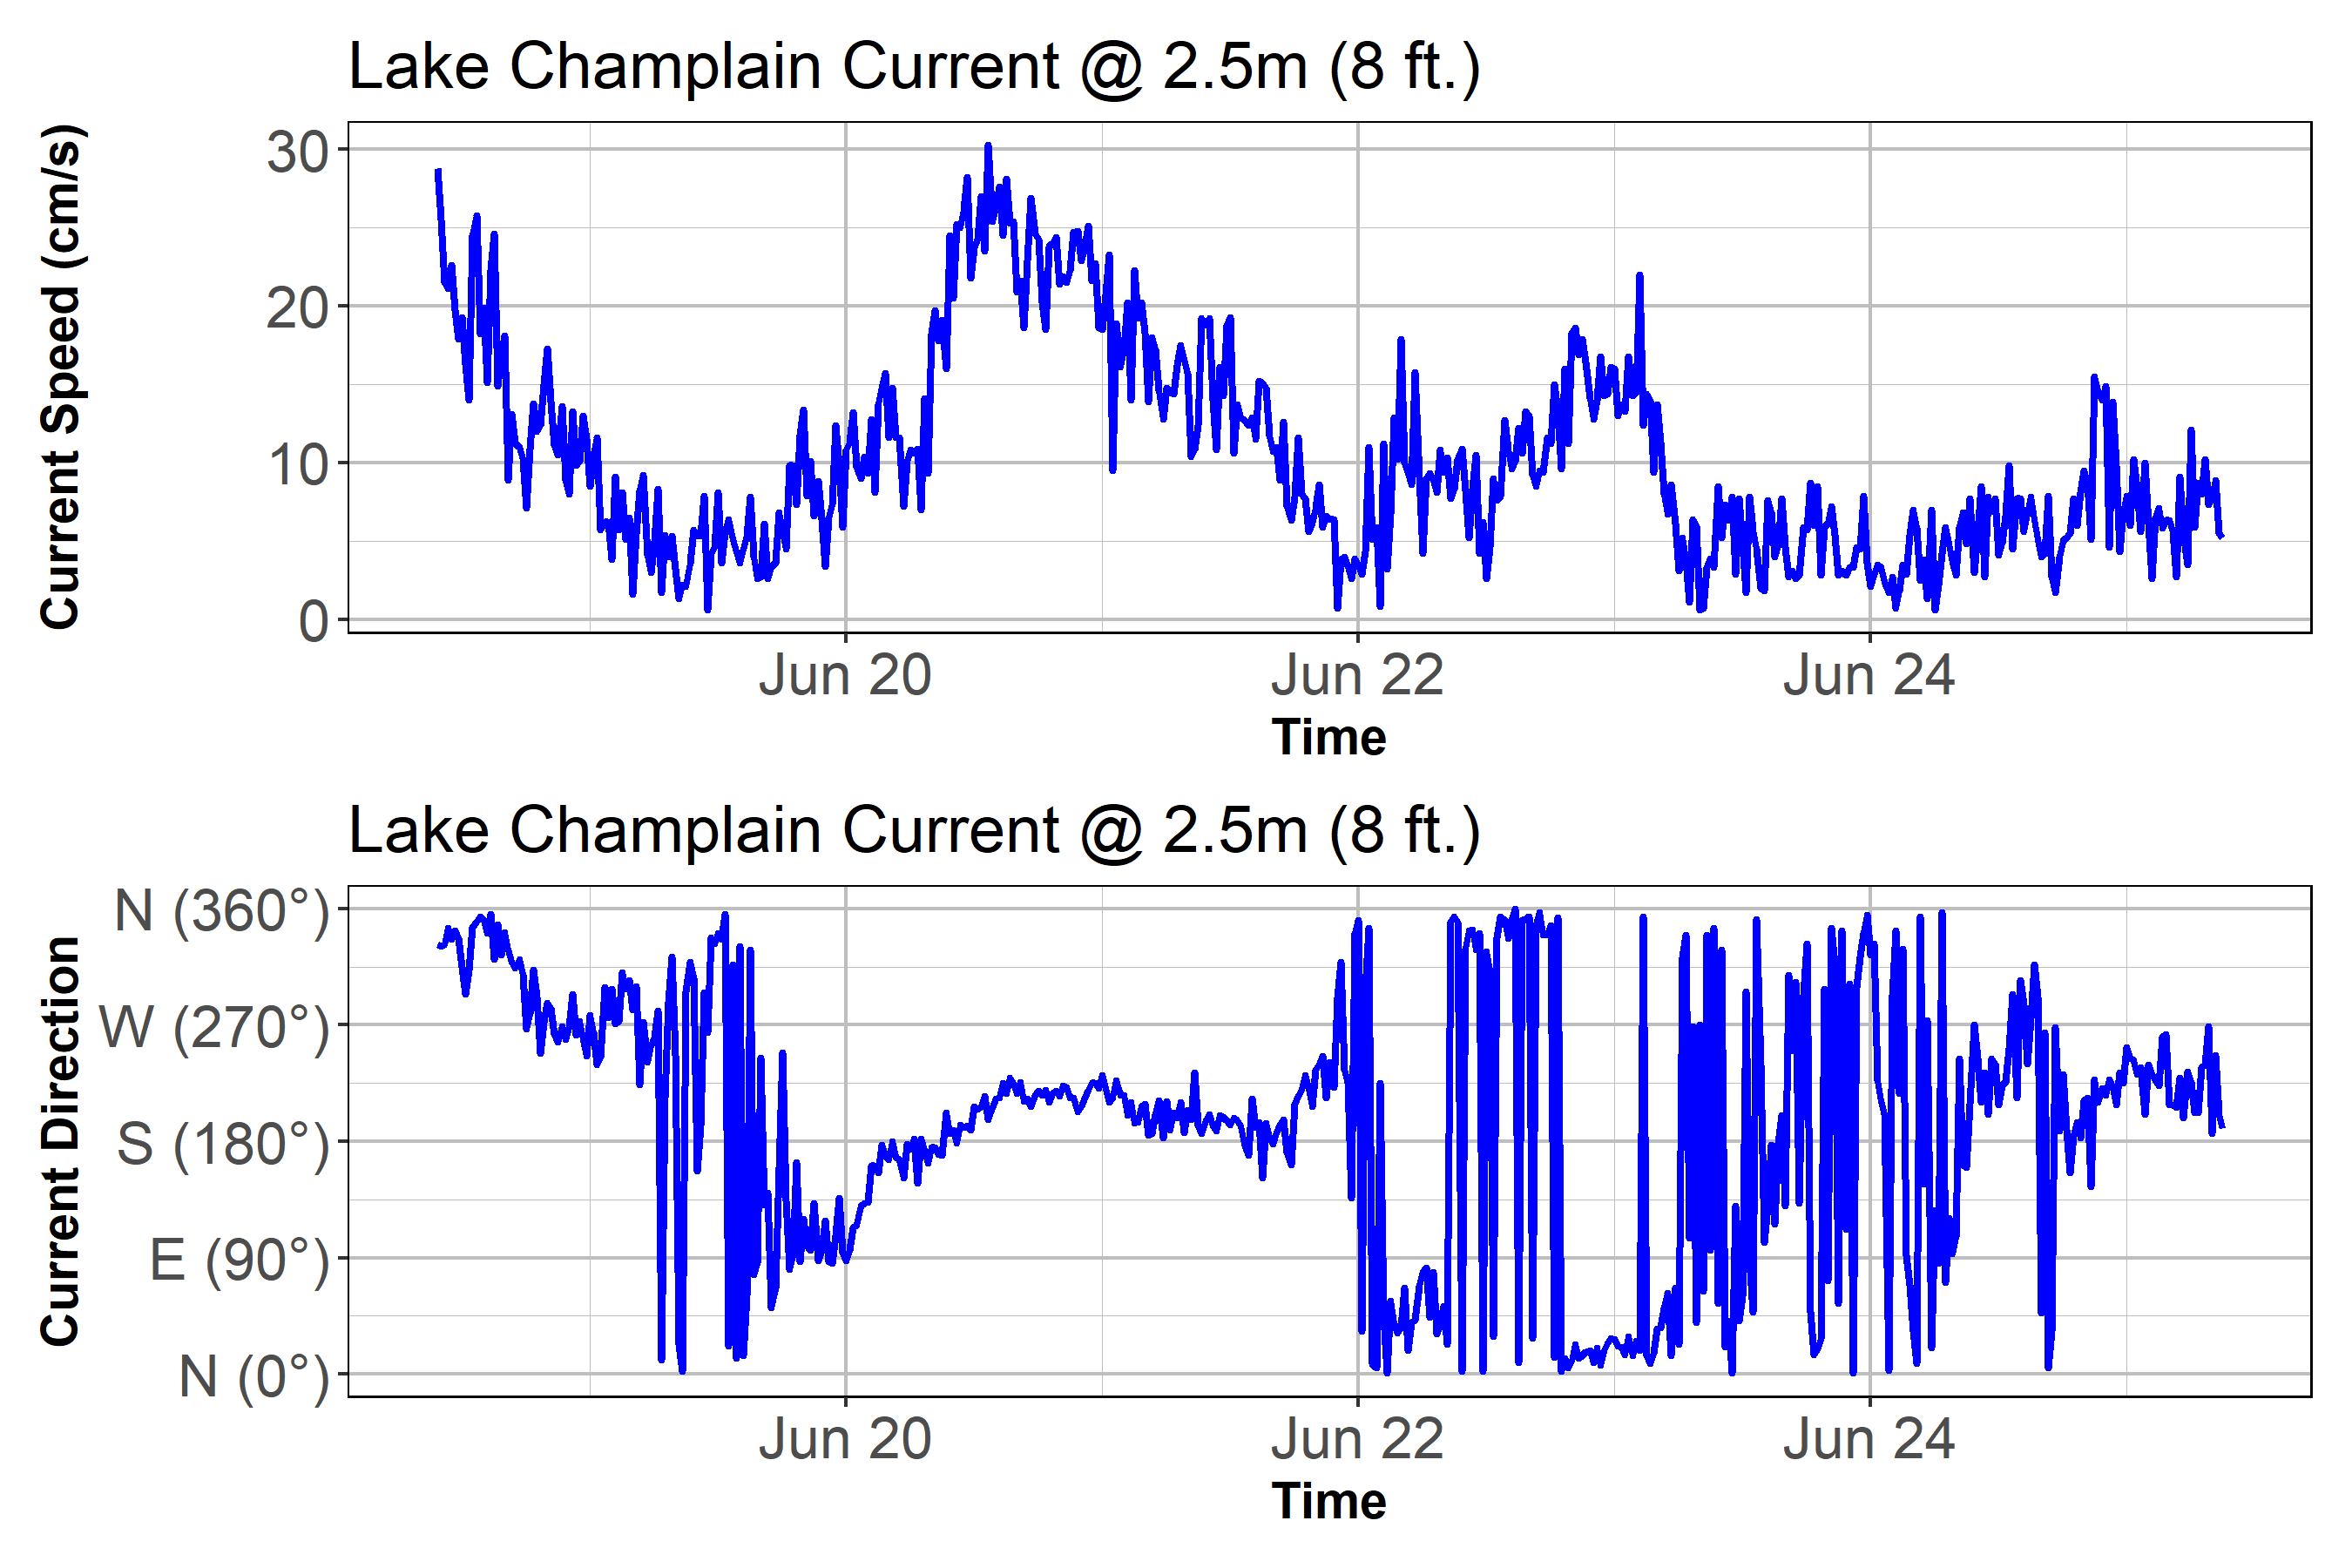 Lake Champlain Current @ 2.5m (8 ft.)
Current Speed (cm/s)
30
20
10
0
Jun 20
Jun 22
Jun 24
Time
Lake Champlain Current @ 2.5m (8 ft.)
Current Direction
N (360°)
W (270°)
S (180°)
E (90°)
N (0°)
Jun 20
Jun 22
Jun 24
Time